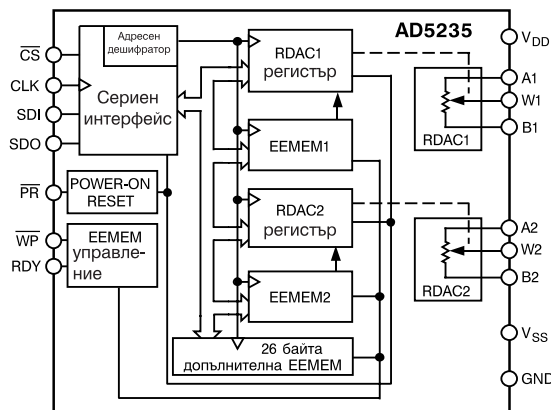 AD5235
Адресен
дешифратор
Сериен
интерфейс
CS
CLK
SDI
SDO
PR
WP
RDY
POWER-ON
RESET
EEMEM
управле-
ние
RDAC1
регистър
EEMEM1
RDAC2
регистър
EEMEM2
26 байта
допълнителна EEMEM
RDAC1
RDAC2
VDD
A1
W1
B1
A2
W2
B2
VSS
GND